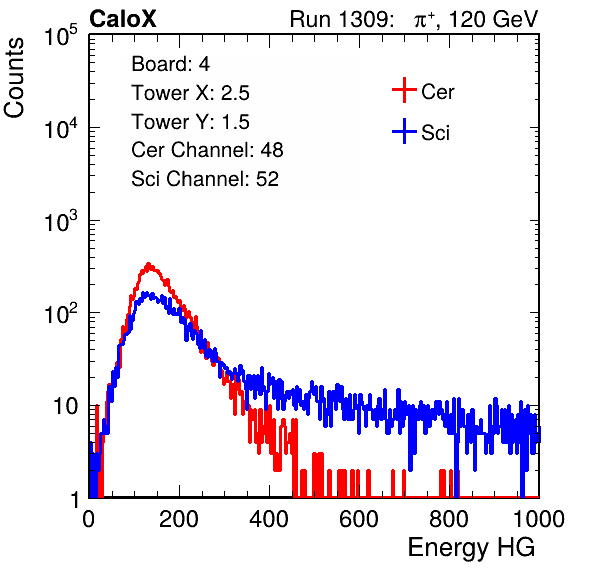 CaloX Run 1309: π⁺, 120 GeV
Counts
10⁵
10⁴
10³
10²
10
1
Board: 4
Tower X: 2.5
Tower Y: 1.5
Cer Channel: 48
Sci Channel: 52
Cer
Sci
0 200 400 600 800 1000
Energy HG